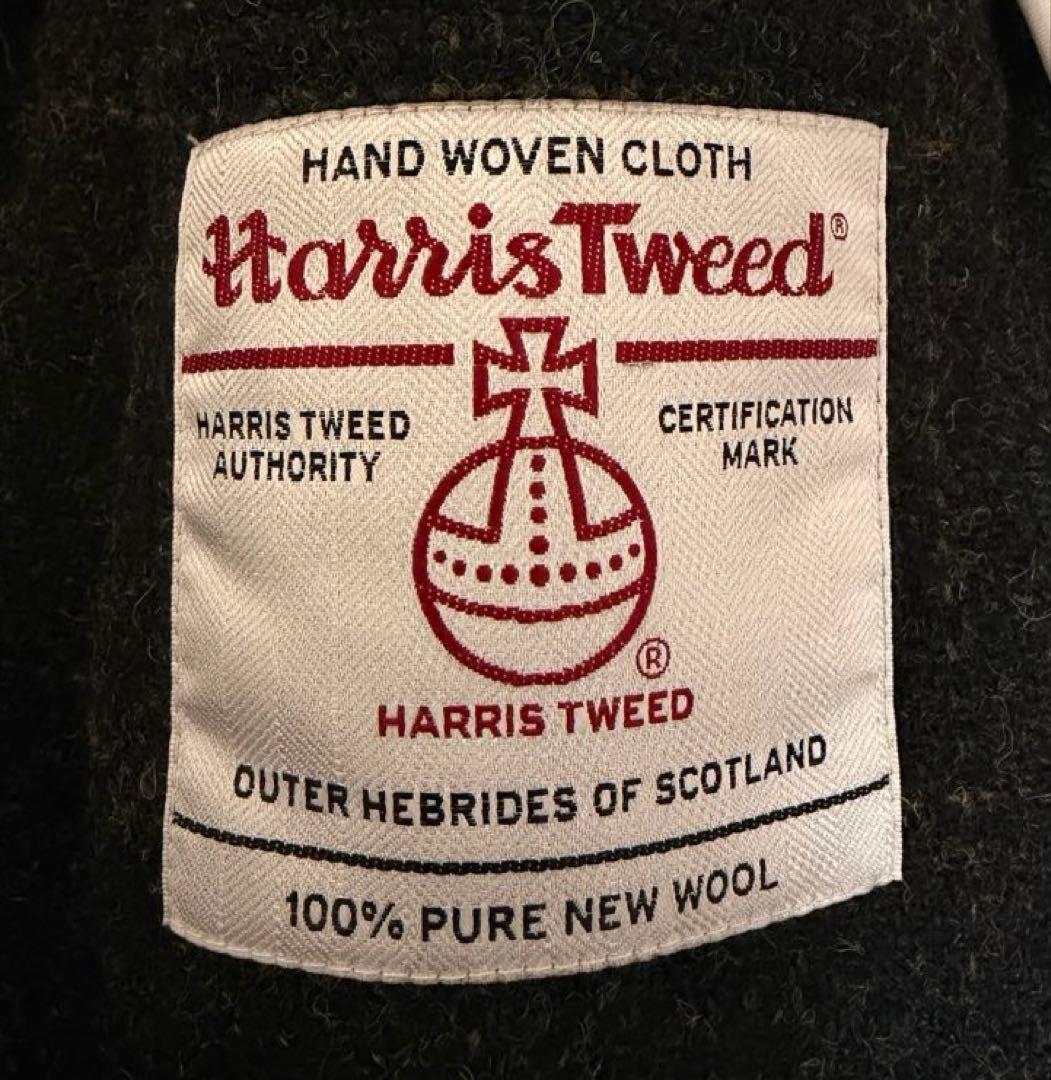 HAND WOVEN CLOTH
Harris Tweed®
HARRIS TWEED
AUTHORITY
CERTIFICATION
MARK
®
HARRIS TWEED
OUTER HEBRIDES OF SCOTLAND
100% PURE NEW WOOL